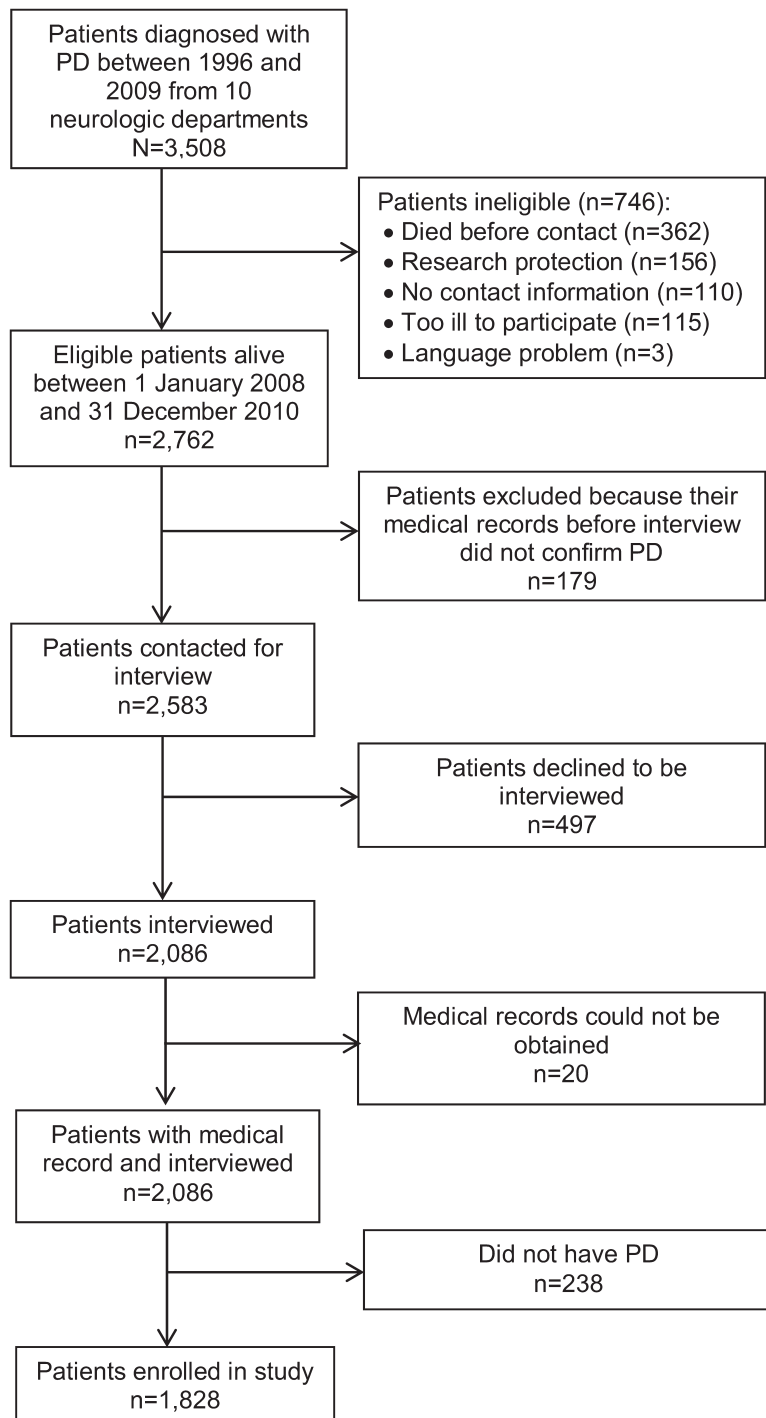 Patients diagnosed with
PD between 1996 and
2009 from 10
neurologic departments
N=3,508
Patients ineligible (n=746):
• Died before contact (n=362)
• Research protection (n=156)
• No contact information (n=110)
• Too ill to participate (n=115)
• Language problem (n=3)
Eligible patients alive
between 1 January 2008
and 31 December 2010
n=2,762
Patients excluded because their
medical records before interview
did not confirm PD
n=179
Patients contacted for
interview
n=2,583
Patients declined to be
interviewed
n=497
Patients interviewed
n=2,086
Medical records could not be
obtained
n=20
Patients with medical
record and interviewed
n=2,086
Did not have PD
n=238
Patients enrolled in study
n=1,828